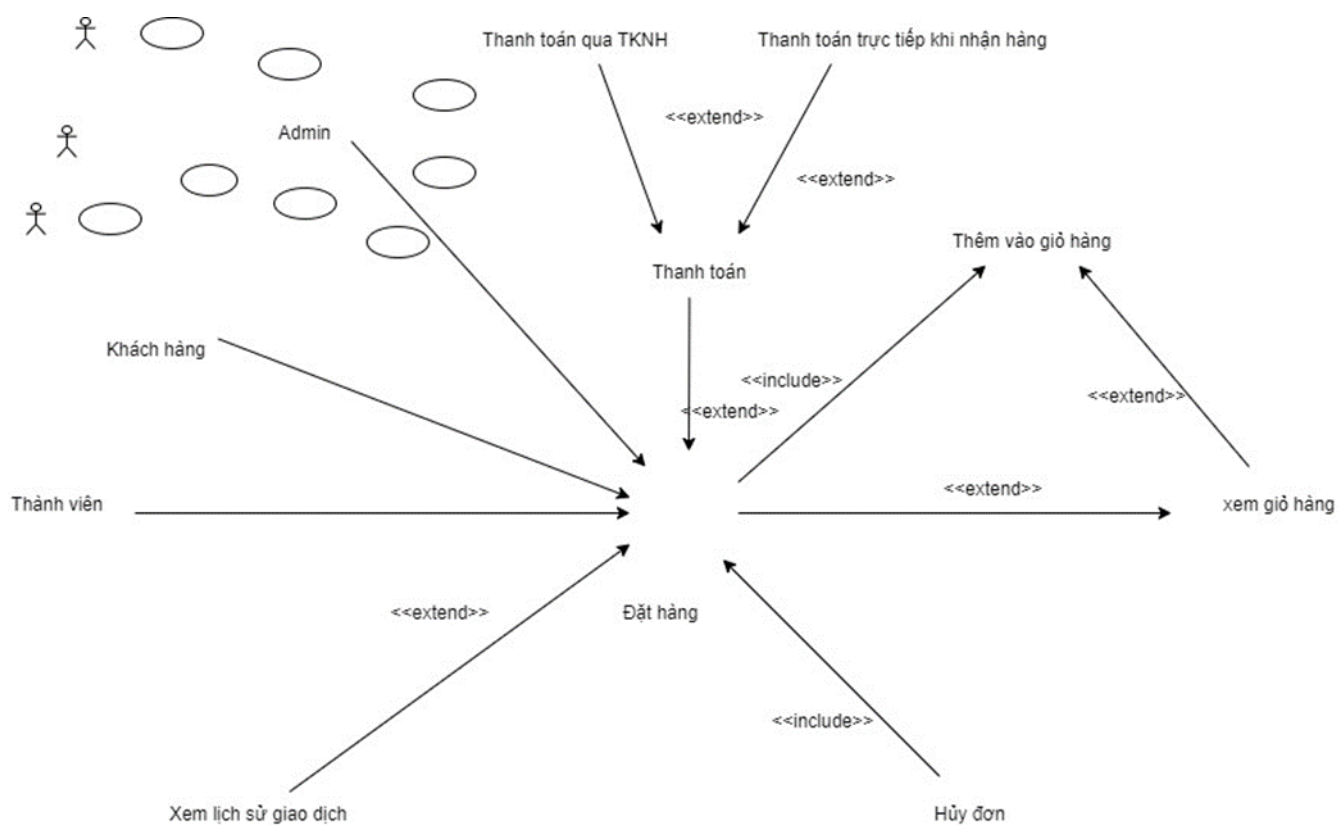 Thanh toán qua TKNH
Thanh toán trực tiếp khi nhận hàng
<<extend>>
Admin
<<extend>>
Thêm vào giỏ hàng
Thanh toán
Khách hàng
<<include>>
<<extend>>
<<extend>>
<<extend>>
Thành viên
xem giỏ hàng
<<extend>>
Đặt hàng
<<include>>
Xem lịch sử giao dịch
Hủy đơn